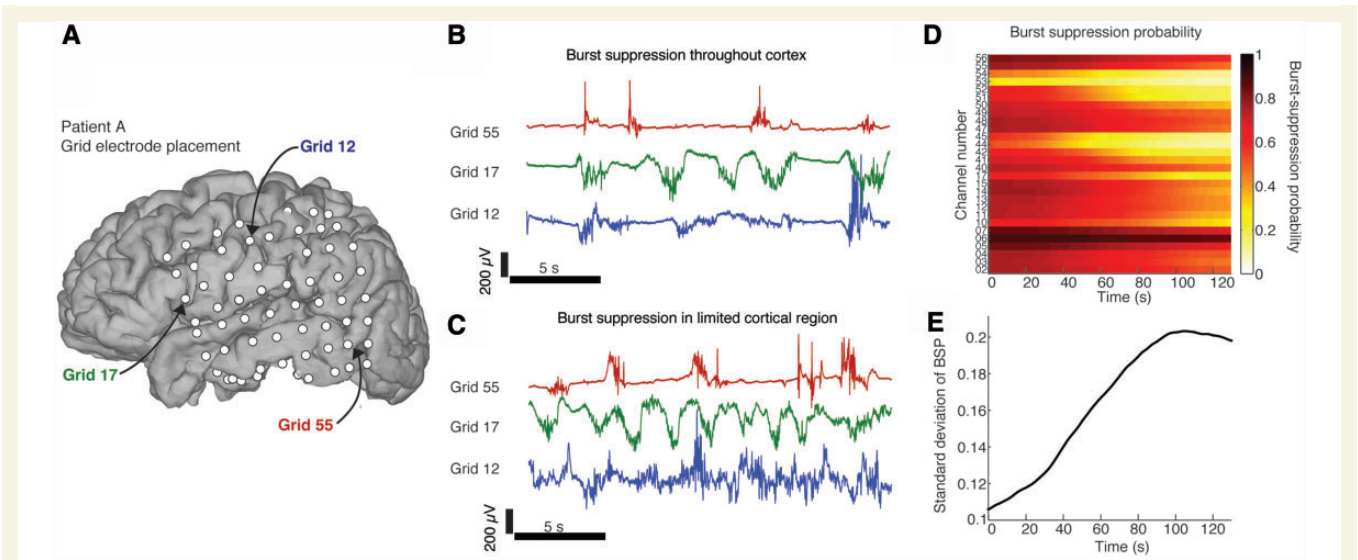 A
Patient A
Grid electrode placement
Grid 12
Grid 17
Grid 55
B
Burst suppression throughout cortex
Grid 55
Grid 17
Grid 12
200 µV
5 s
C
Burst suppression in limited cortical region
Grid 55
Grid 17
Grid 12
200 µV
5 s
D
Burst suppression probability
Channel number
0 20 40 60 80 100 120
Time (s)
1
0.8
0.6
0.4
0.2
0
Burst-suppression probability
E
Standard deviation of BSP
0.2
0.18
0.16
0.14
0.12
0.1
0 20 40 60 80 100 120
Time (s)